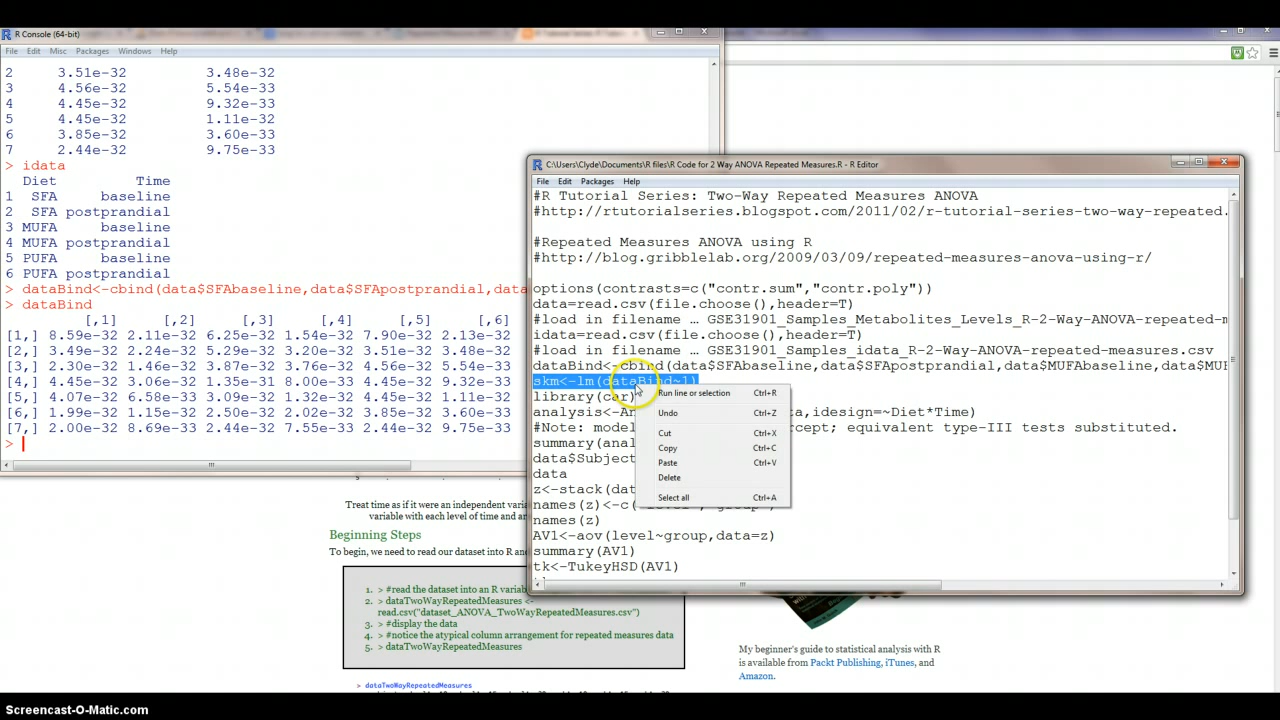 R Console (64-bit)
File Edit Misc Packages Windows Help
2 3.51e-32 3.48e-32
3 4.56e-32 5.54e-33
4 4.45e-32 9.32e-33
5 4.45e-32 1.11e-32
6 3.85e-32 3.60e-33
7 2.44e-32 9.75e-33
> idata
Diet Time
1 SFA baseline
2 SFA postprandial
3 MUFA baseline
4 MUFA postprandial
5 PUFA baseline
6 PUFA postprandial
> dataBind<-cbind(data$SFAbaseline,data$SFApostprandial,dat
> dataBind
[,1] [,2] [,3] [,4] [,5] [,6]
[1,] 8.59e-32 2.11e-32 6.25e-32 1.54e-32 7.90e-32 2.13e-32
[2,] 3.49e-32 2.24e-32 5.29e-32 3.20e-32 3.51e-32 3.48e-32
[3,] 2.30e-32 1.46e-32 3.87e-32 3.76e-32 4.56e-32 5.54e-33
[4,] 4.45e-32 3.06e-32 1.35e-31 8.00e-33 4.45e-32 9.32e-33
[5,] 4.07e-32 6.58e-33 3.09e-32 1.24e-32 4.45e-32 1.11e-32
[6,] 1.99e-32 1.15e-32 2.50e-32 2.12e-32 3.85e-32 3.60e-33
[7,] 2.00e-32 8.69e-33 2.44e-32 7.55e-33 2.44e-32 9.75e-33
>
C:\Users\Clyde\Documents\R files\R Code for 2 Way ANOVA Repeated Measures.R - R Editor
File Edit Packages Help
#R Tutorial Series: Two-Way Repeated Measures ANOVA
#http://rtutorialseries.blogspot.com/2011/02/r-tutorial-series-two-way-repeated.
#Repeated Measures ANOVA using R
#http://blog.gribblelab.org/2009/03/09/repeated-measures-anova-using-r/
options(contrasts=c("contr.sum","contr.poly"))
data=read.csv(file.choose(),header=T)
#load in filename … GSE31901_Samples_Metabolites_Levels_R-2-Way-ANOVA-repeated-m
idata=read.csv(file.choose(),header=T)
#load in filename … GSE31901_Samples_idata_R-2-Way-ANOVA-repeated-measures.csv
dataBind<-cbind(data$SFAbaseline,data$SFApostprandial,data$MUFAbaseline,data$MUF
skm<-lm(dataBind~1)
library(car)
analysis<-An ta,idesign=~Diet*Time)
#Note: model rcept; equivalent type-III tests substituted.
summary(anal
data$Subject
data
z<-stack(dat
names(z)<-c(
names(z)
AV1<-aov(level~group,data=z)
summary(AV1)
tk<-TukeyHSD(AV1)
Run line or selection Ctrl+R
Undo Ctrl+Z
Cut Ctrl+X
Copy Ctrl+C
Paste Ctrl+V
Delete
Select all Ctrl+A
Treat time as if it were an independent varia
variable with each level of time and an
Beginning Steps
To begin, we need to read our dataset into R an
1. > #read the dataset into an R variab
2. > dataTwoWayRepeatedMeasures <-
read.csv("dataset_ANOVA_TwoWayRepeatedMeasures.csv")
3. > #display the data
4. > #notice the atypical column arrangement for repeated measures data
5. > dataTwoWayRepeatedMeasures
> dataTwoWayRepeatedMeasures
My beginner's guide to statistical analysis with R
is available from Packt Publishing, iTunes, and
Amazon.
Screencast-O-Matic.com